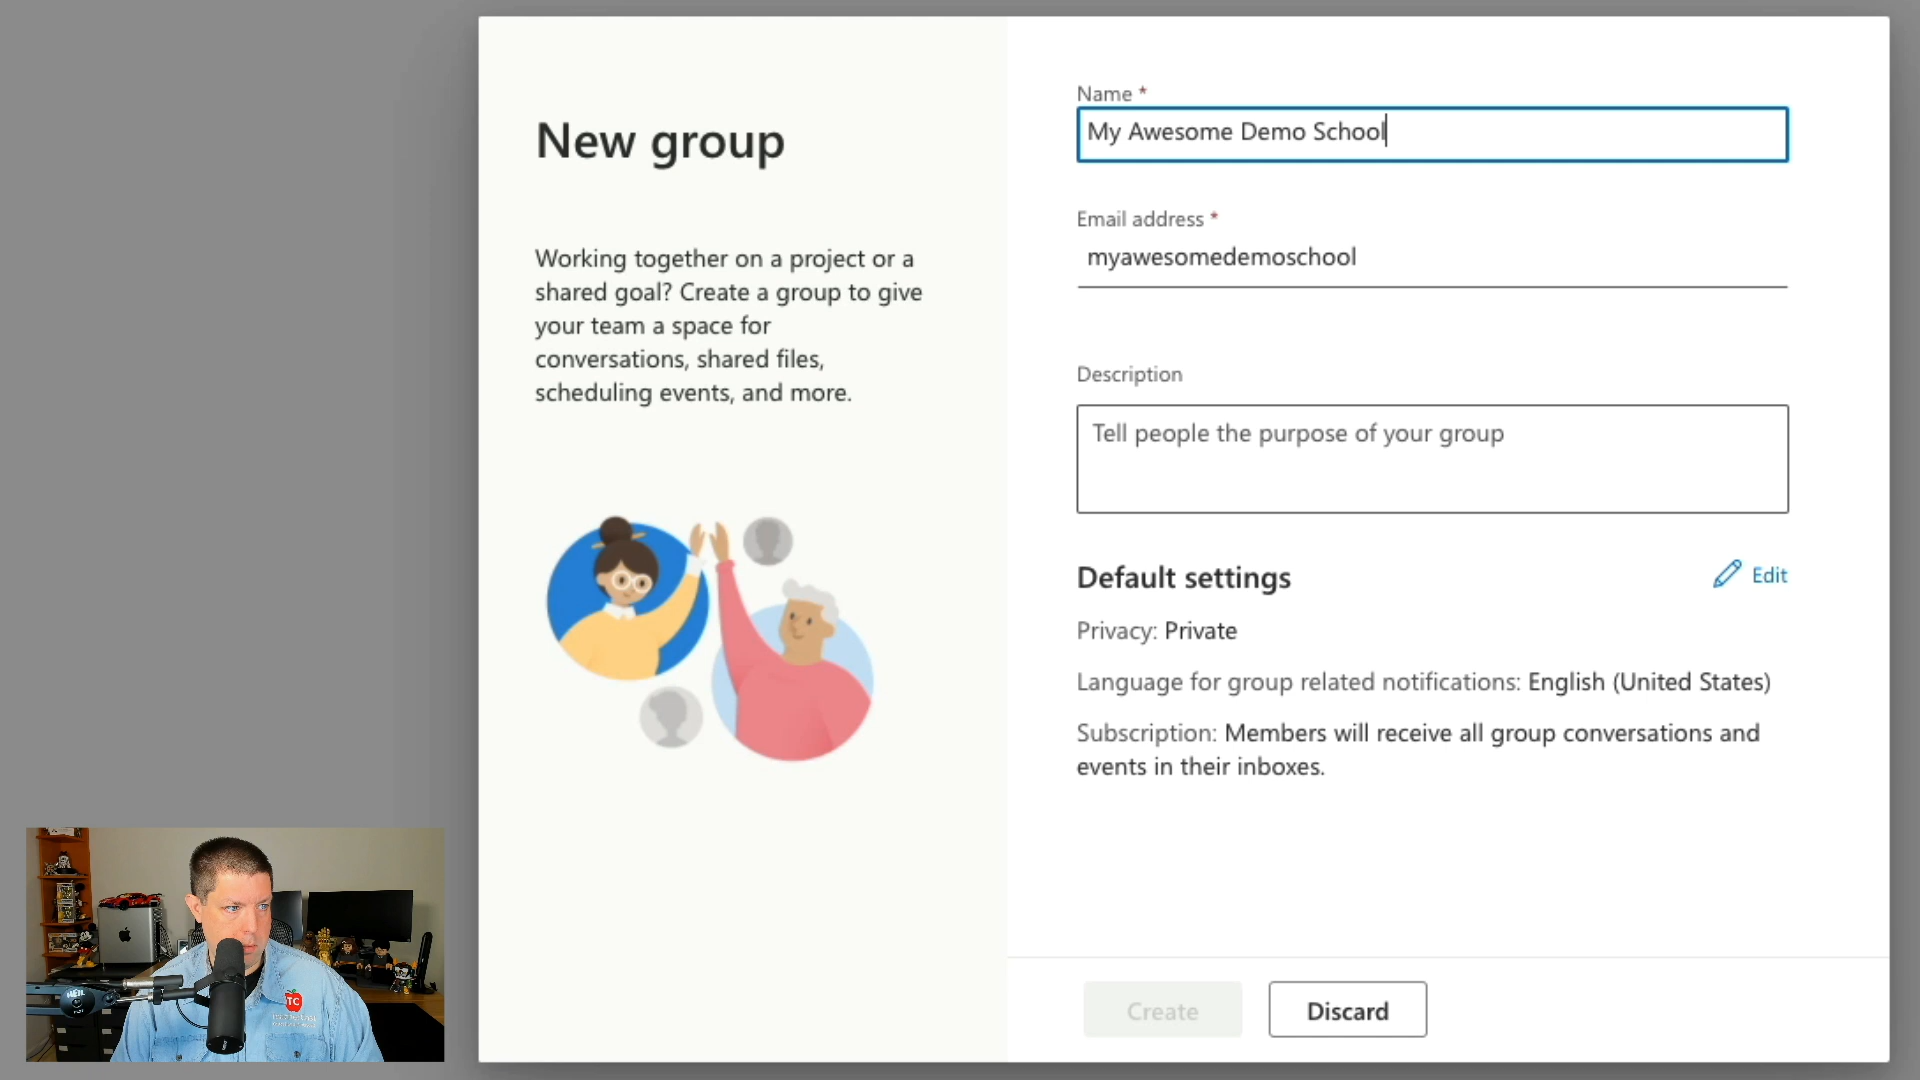 New group
Working together on a project or a
shared goal? Create a group to give
your team a space for
conversations, shared files,
scheduling events, and more.
Name *
My Awesome Demo School
Email address *
myawesomedemoschool
Description
Tell people the purpose of your group
Default settings
Edit
Privacy: Private
Language for group related notifications: English (United States)
Subscription: Members will receive all group conversations and
events in their inboxes.
Create
Discard
TC